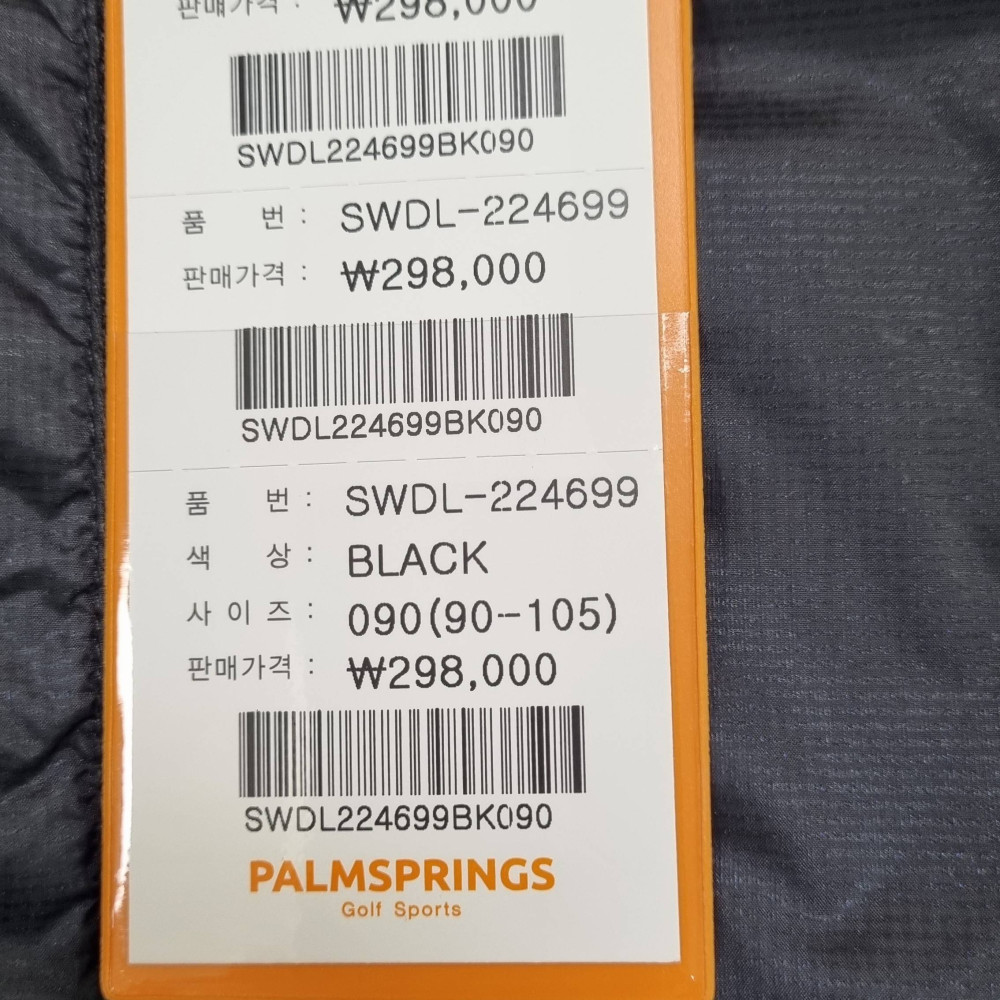 판매가격 : ₩298,000
SWDL224699BK090
품 번 : SWDL-224699
판매가격 : ₩298,000
SWDL224699BK090
품 번 : SWDL-224699
색 상 : BLACK
사 이 즈 : 090(90-105)
판매가격 : ₩298,000
SWDL224699BK090
PALMSPRINGS
Golf Sports